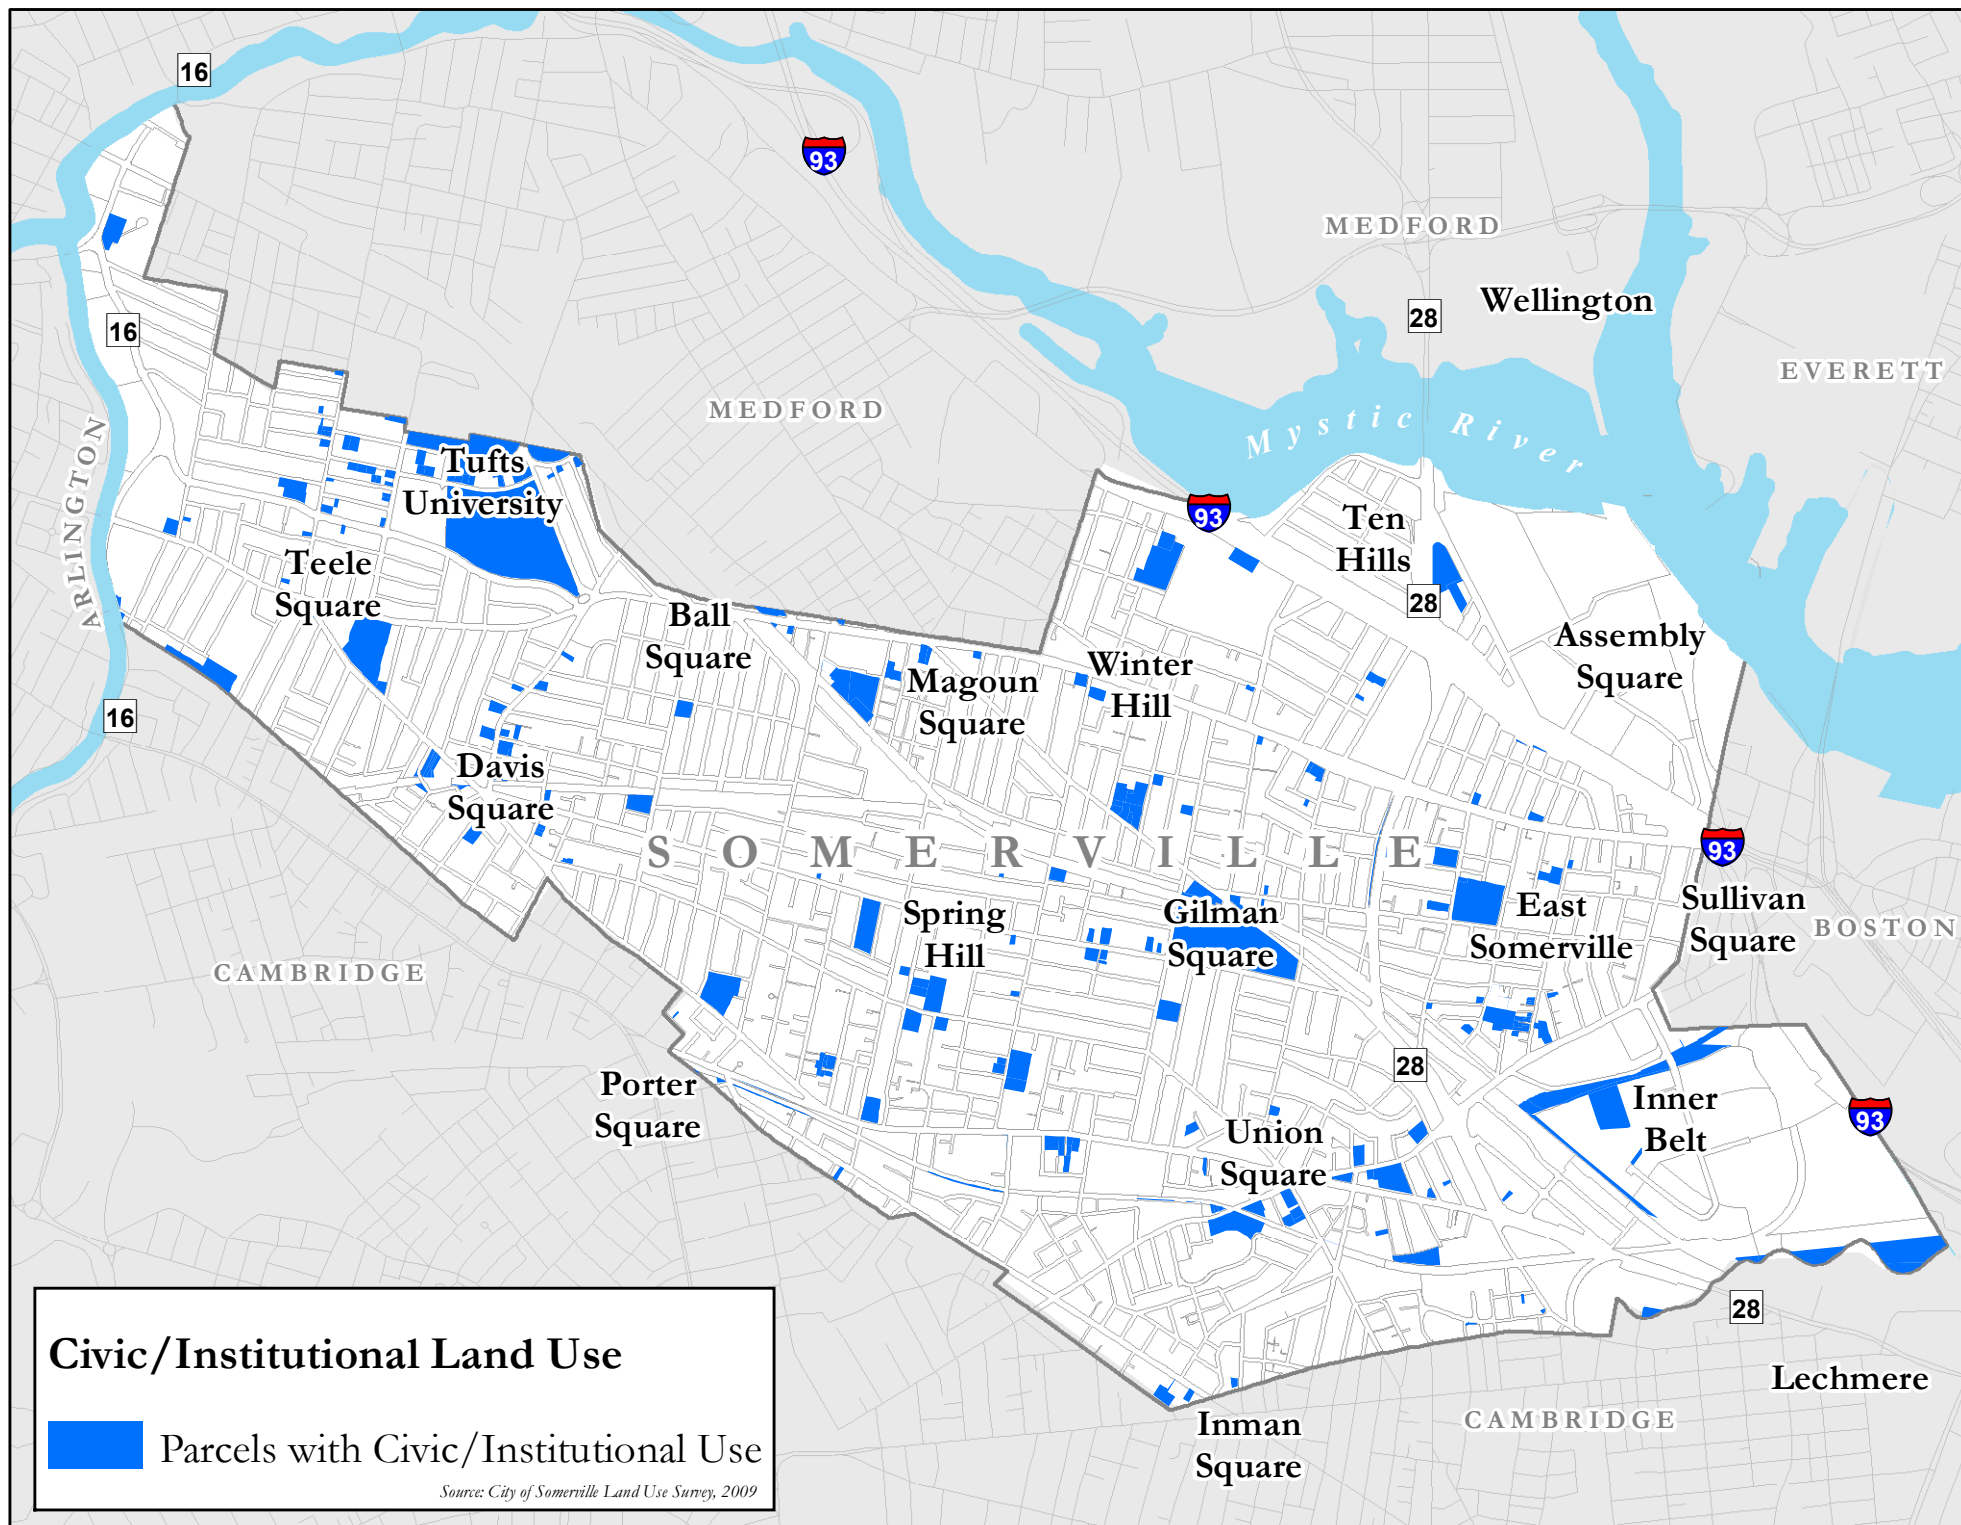 16
93
MEDFORD
Wellington
28
16
EVERETT
MEDFORD
Mystic River
ARLINGTON
Tufts
University
93
Ten
Hills
28
Teele
Square
Ball
Square
Assembly
Square
Winter
Hill
Magoun
Square
16
Davis
Square
SOMERVILLE
93
Sullivan
Square
BOSTON
East
Somerville
Gilman
Square
Spring
Hill
CAMBRIDGE
28
Porter
Square
Inner
Belt
93
Union
Square
28
Lechmere
CAMBRIDGE
Inman
Square
Civic/Institutional Land Use
Parcels with Civic/Institutional Use
Source: City of Somerville Land Use Survey, 2009